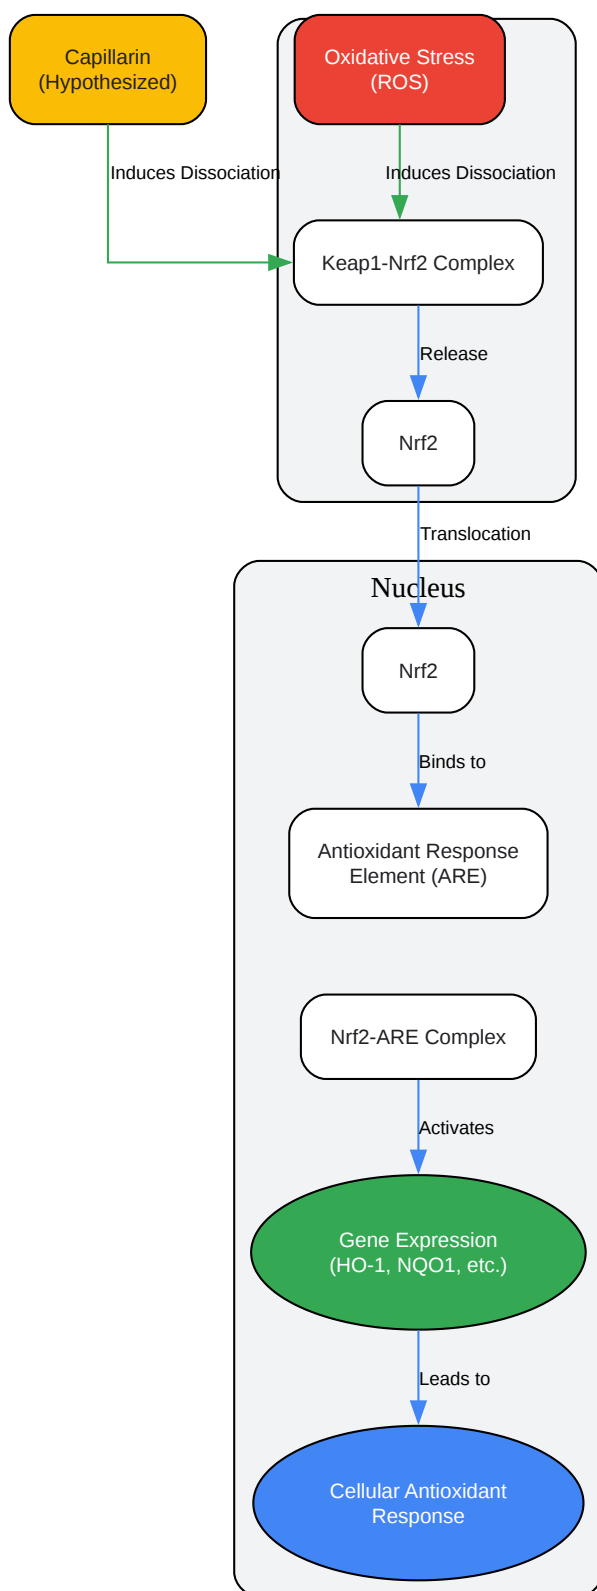 Capillarin
(Hypothesized)
Oxidative Stress
(ROS)
Induces Dissociation
Induces Dissociation
Keap1-Nrf2 Complex
Release
Nrf2
Translocation
Nucleus
Nrf2
Binds to
Antioxidant Response
Element (ARE)
Nrf2-ARE Complex
Activates
Gene Expression
(HO-1, NQO1, etc.)
Leads to
Cellular Antioxidant
Response